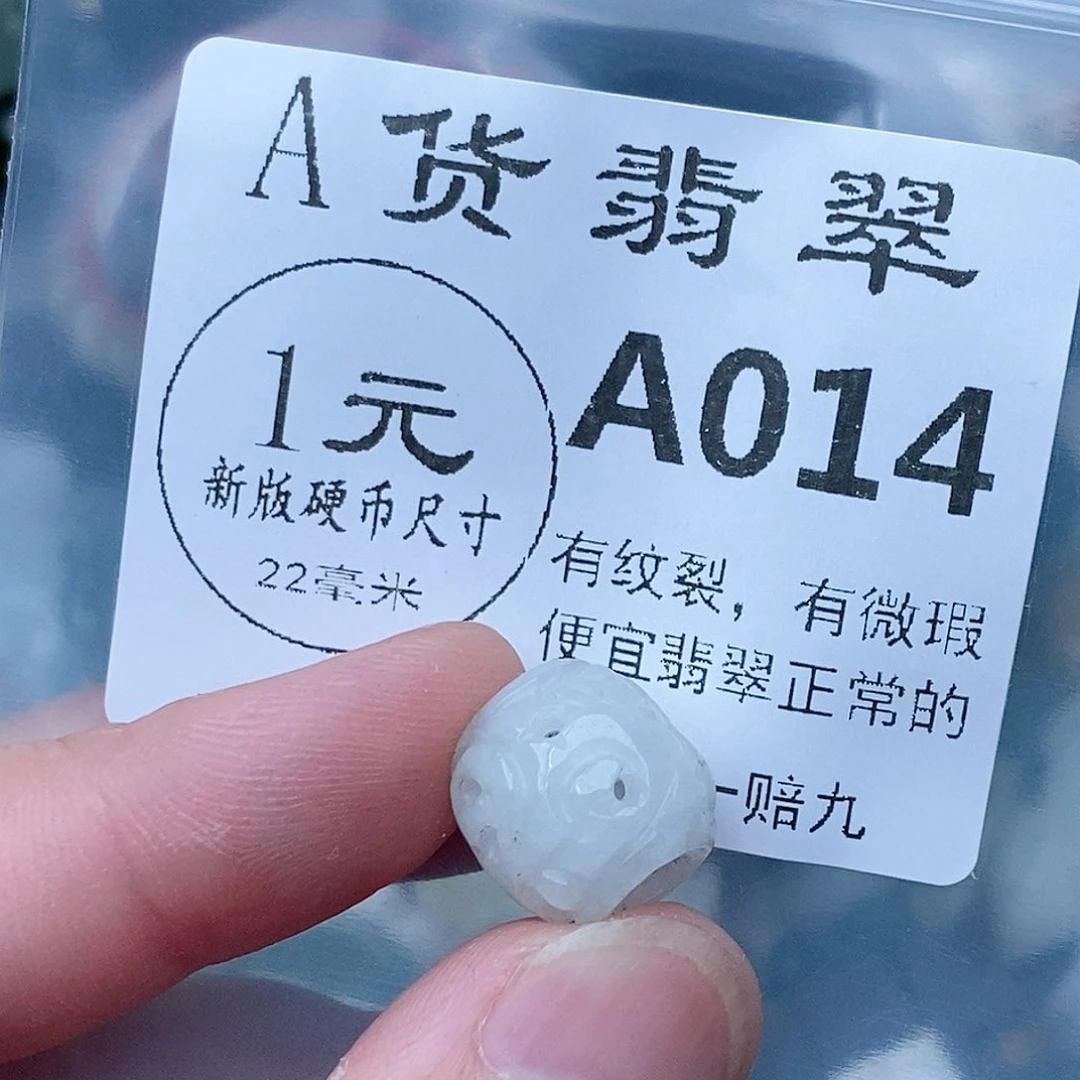 A货翡翠
1元
新版硬币尺寸
22毫米
A014
有纹裂，有微瑕
便宜翡翠正常的
一赔九